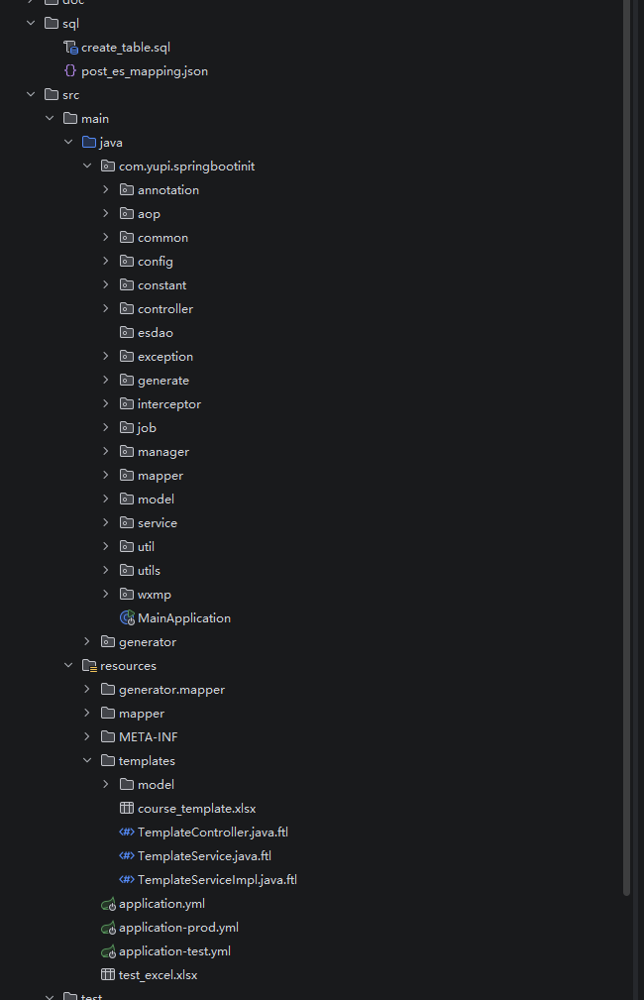 doc
sql
create_table.sql
post_es_mapping.json
src
main
java
com.yupi.springbootinit
annotation
aop
common
config
constant
controller
esdao
exception
generate
interceptor
job
manager
mapper
model
service
util
utils
wxmp
MainApplication
generator
resources
generator.mapper
mapper
META-INF
templates
model
course_template.xlsx
TemplateController.java.ftl
TemplateService.java.ftl
TemplateServiceImpl.java.ftl
application.yml
application-prod.yml
application-test.yml
test_excel.xlsx
test